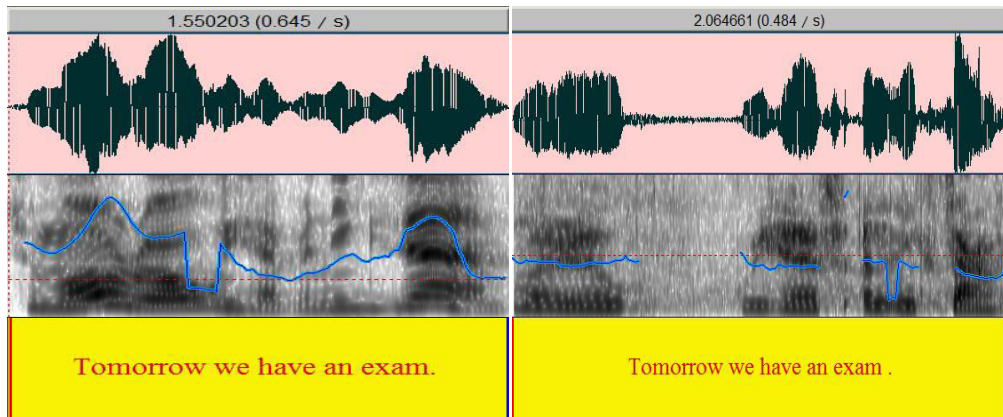 1.550203 (0.645 / s)
Tomorrow we have an exam.
2.064661 (0.484 / s)
Tomorrow we have an exam .